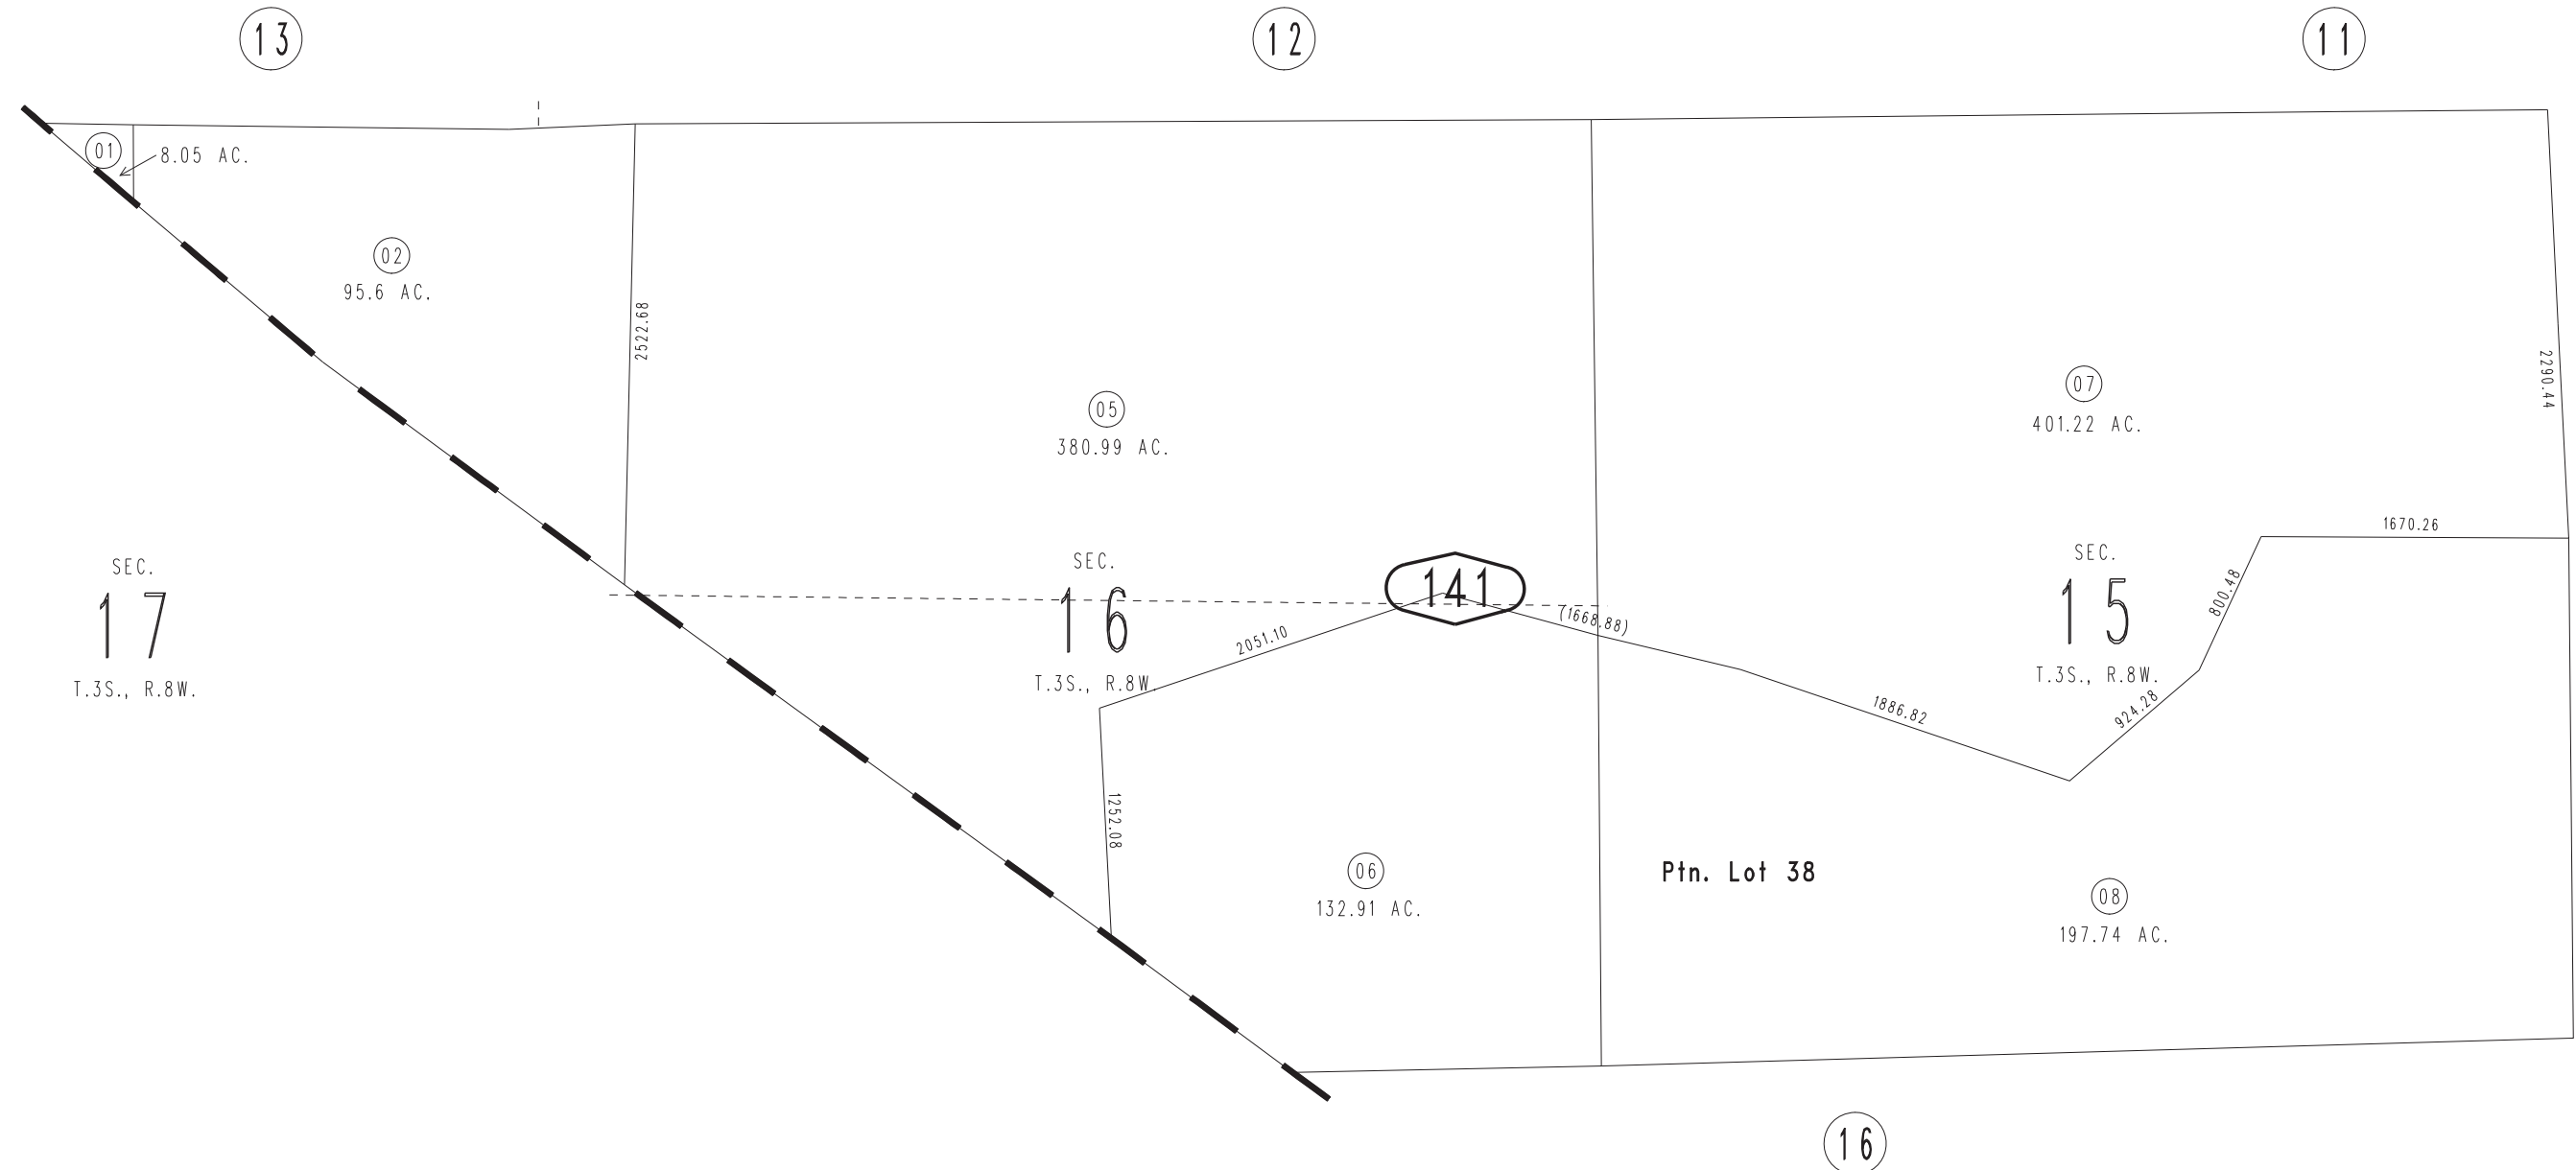 13
12
11
01
8.05 AC.
02
95.6 AC.
2522.68
05
380.99 AC.
07
401.22 AC.
2290.44
1670.26
SEC.
17
T.3S., R.8W.
SEC.
16
T.3S., R.8W.
141
(1668.88)
2051.10
SEC.
15
T.3S., R.8W.
800.48
924.28
1886.82
1252.08
06
132.91 AC.
Ptn. Lot 38
08
197.74 AC.
16